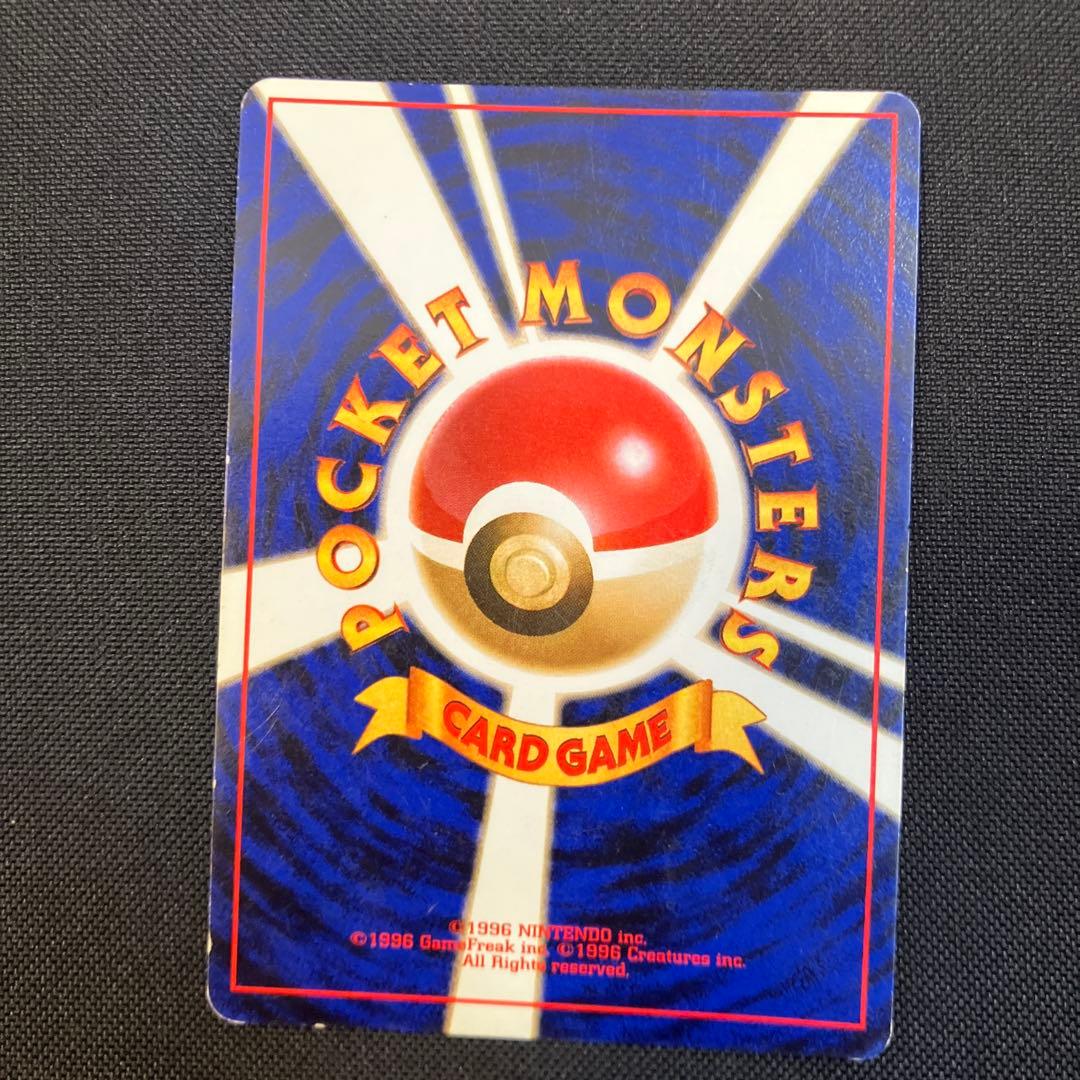 POCKET MONSTERS
CARD GAME
©1996 NINTENDO inc.
©1996 GameFreak inc. ©1996 Creatures inc.
All Rights reserved.